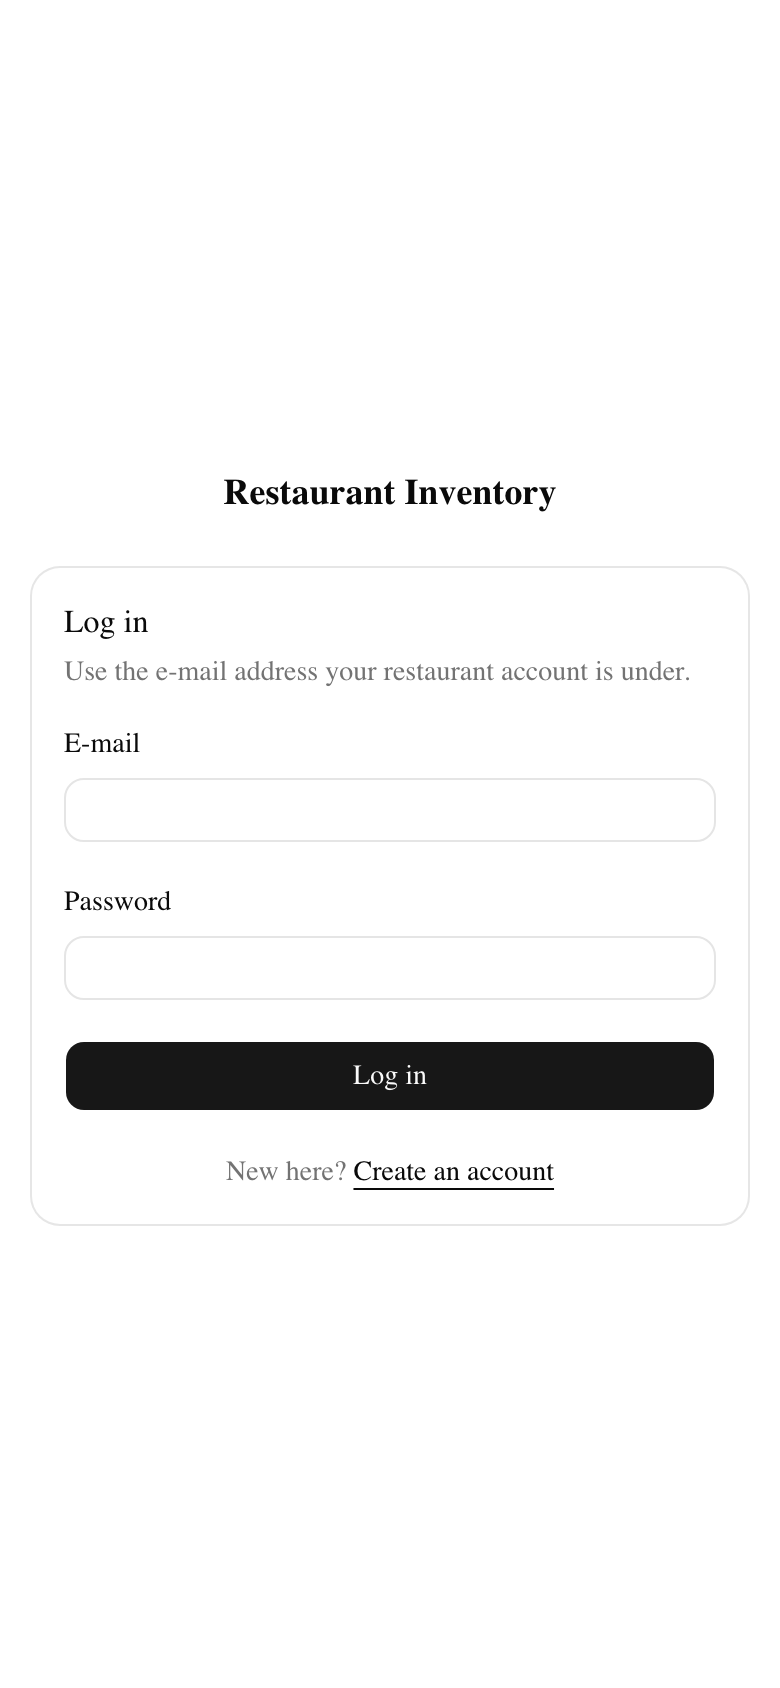 Restaurant Inventory
Log in
Use the e-mail address your restaurant account is under.
E-mail
Password
Log in
New here? Create an account